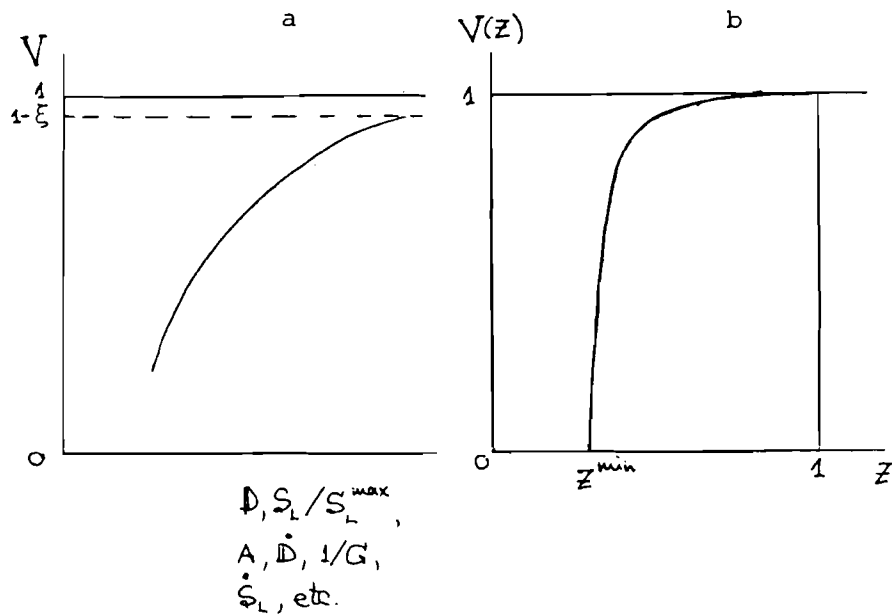 a
V
1
1-ξ
0
D, S_L/S_L^max,
A, Ḋ, 1/G,
Ṡ_L, etc.
b
V(z)
1
0
z^min
1
z